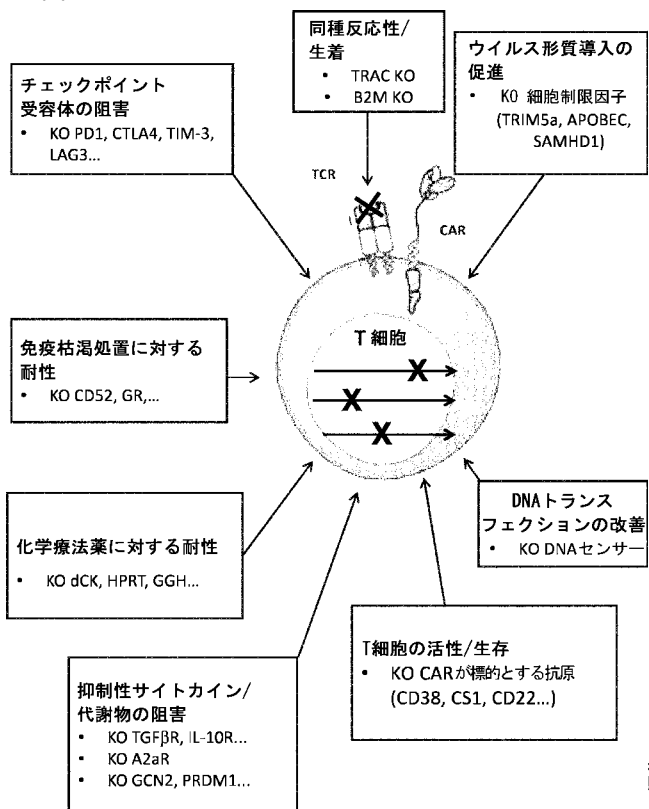 同種反応性/
生着
• TRAC KO
• B2M KO
ウイルス形質導入の
促進
• KO 細胞制限因子
(TRIM5a, APOBEC,
SAMHD1)
チェックポイント
受容体の阻害
• KO PD1, CTLA4, TIM-3,
LAG3...
TCR
CAR
T 細胞
免疫枯渇処置に対する
耐性
• KO CD52, GR,...
DNAトランス
フェクションの改善
• KO DNAセンサー
化学療法薬に対する耐性
• KO dCK, HPRT, GGH...
T細胞の活性/生存
• KO CARが標的とする抗原
(CD38, CS1, CD22...)
抑制性サイトカイン/
代謝物の阻害
• KO TGFβR, IL-10R...
• KO A2aR
• KO GCN2, PRDM1...